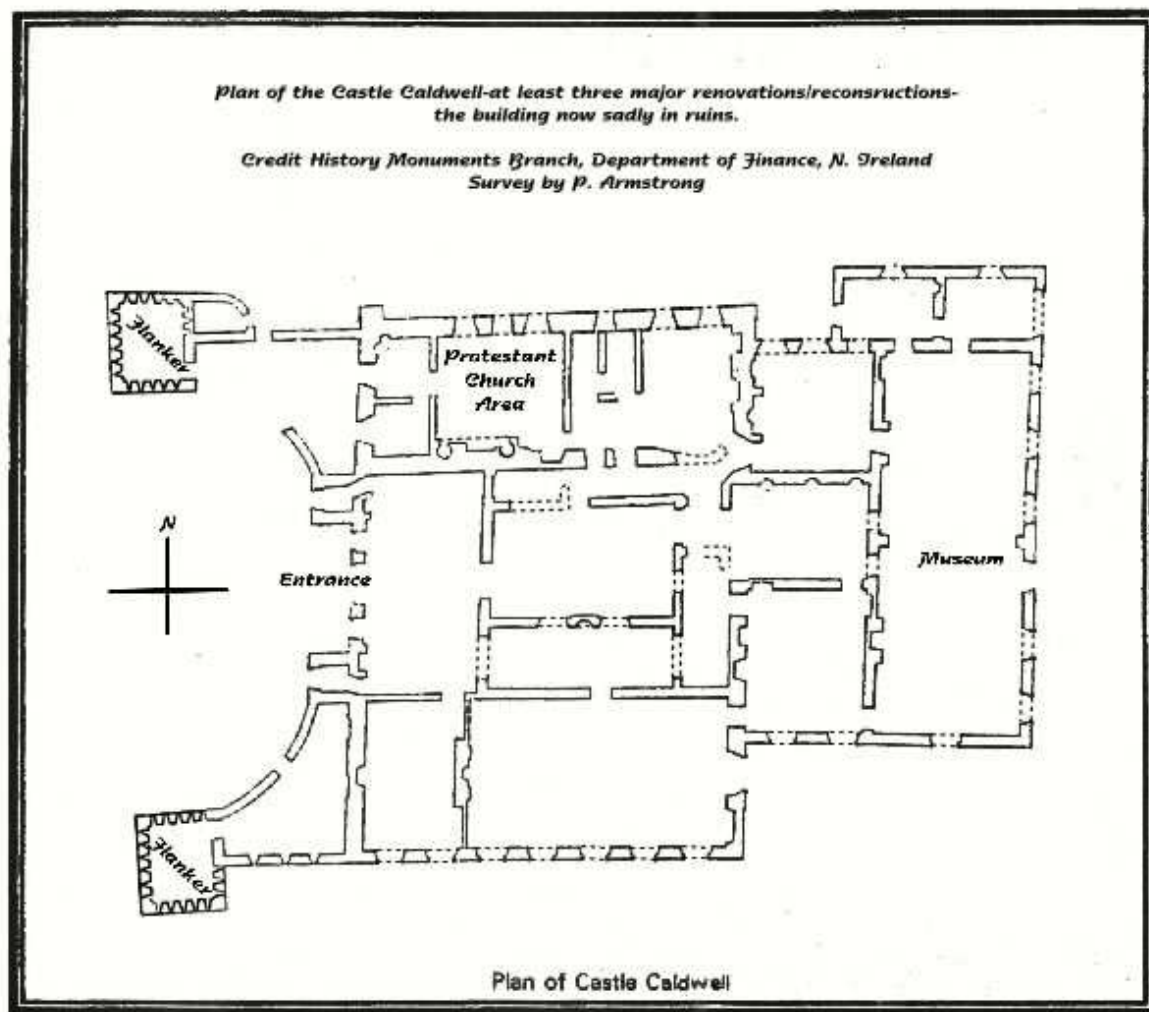 Plan of the Castle Caldwell-at least three major renovations/reconsructions-
the building now sadly in ruins.
Credit History Monuments Branch, Department of Finance, N. Ireland
Survey by P. Armstrong
Flanker
Protestant
Church
Area
N
Entrance
Museum
Flanker
Plan of Castle Caldwell